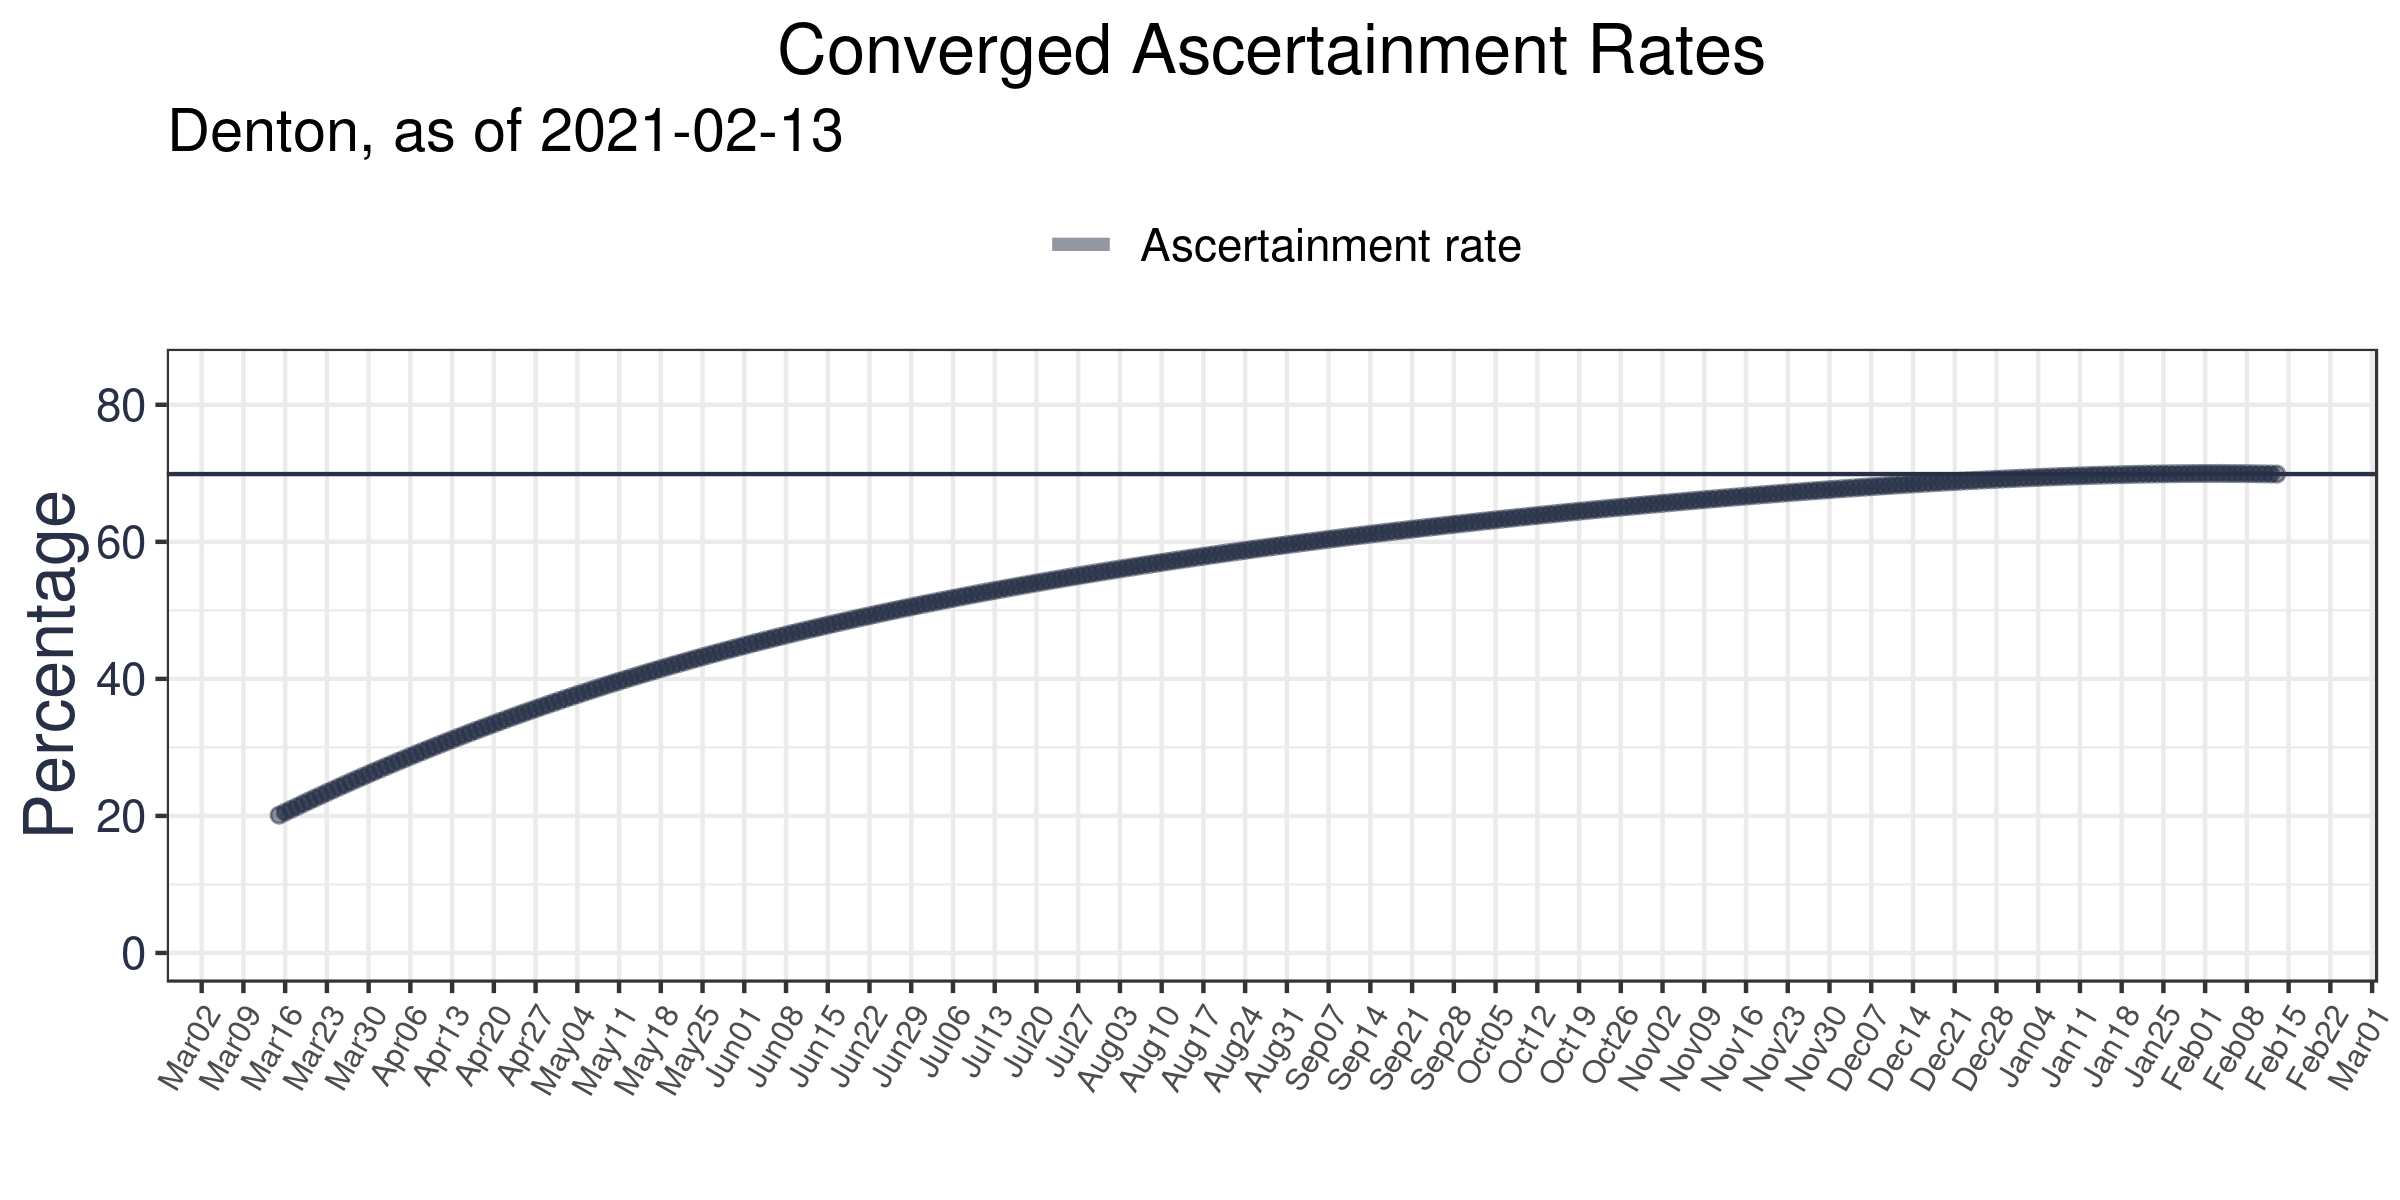 Converged Ascertainment Rates
Denton, as of 2021-02-13
Ascertainment rate
Percentage
80
60
40
20
0
Mar02 Mar09 Mar16 Mar23 Mar30 Apr06 Apr13 Apr20 Apr27 May04 May11 May18 May25 Jun01 Jun08 Jun15 Jun22 Jun29 Jul06 Jul13 Jul20 Jul27 Aug03 Aug10 Aug17 Aug24 Aug31 Sep07 Sep14 Sep21 Sep28 Oct05 Oct12 Oct19 Oct26 Nov02 Nov09 Nov16 Nov23 Nov30 Dec07 Dec14 Dec21 Dec28 Jan04 Jan11 Jan18 Jan25 Feb01 Feb08 Feb15 Feb22 Mar01